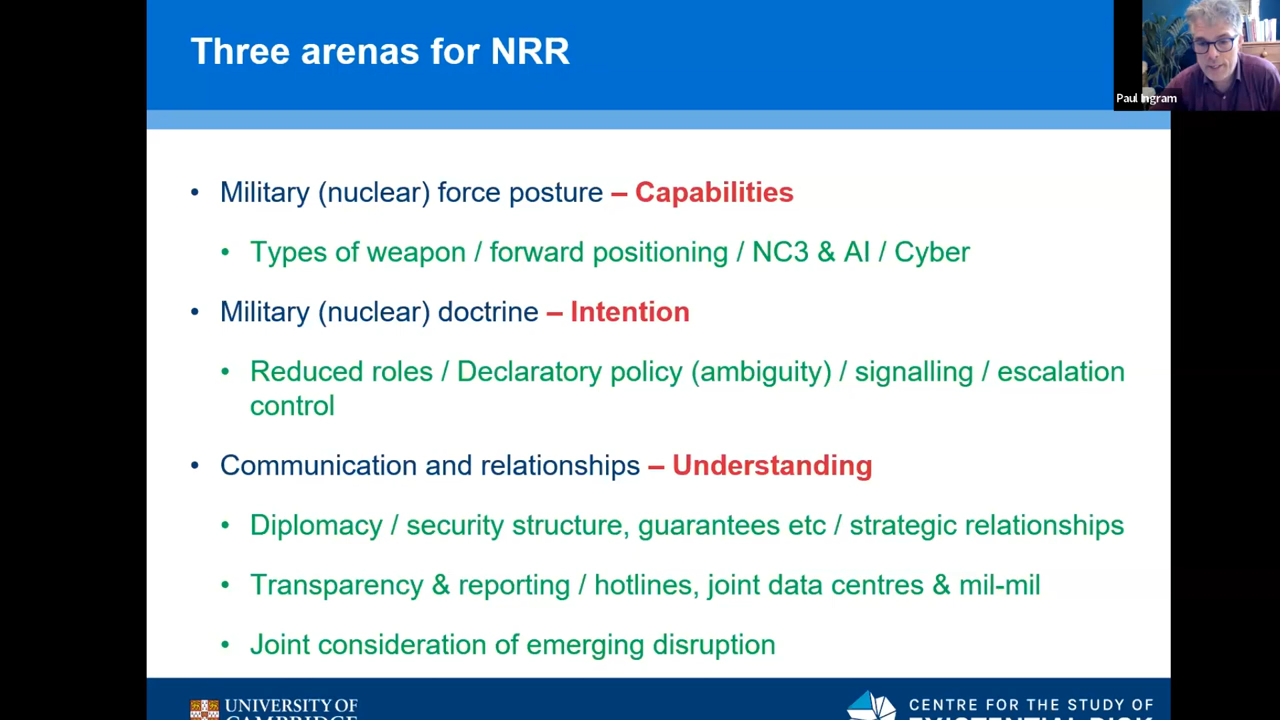 Three arenas for NRR
Paul Ingram
• Military (nuclear) force posture – Capabilities
• Types of weapon / forward positioning / NC3 & AI / Cyber
• Military (nuclear) doctrine – Intention
• Reduced roles / Declaratory policy (ambiguity) / signalling / escalation
control
• Communication and relationships – Understanding
• Diplomacy / security structure, guarantees etc / strategic relationships
• Transparency & reporting / hotlines, joint data centres & mil-mil
• Joint consideration of emerging disruption
UNIVERSITY OF
CAMBRIDGE
CENTRE FOR THE STUDY OF
EXISTENTIAL RISK